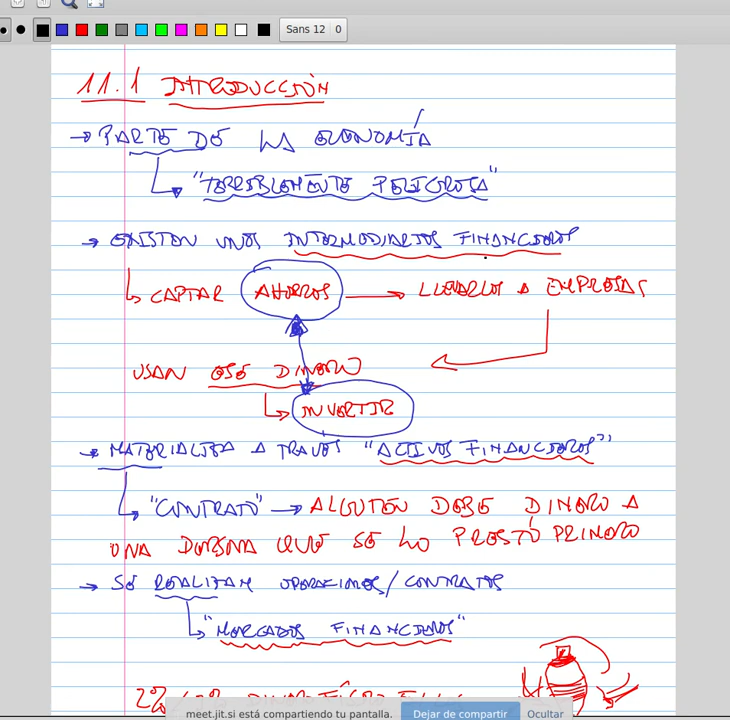 Sans 12 0
11.1 INTRODUCCIÓN
→ PARTE DE LA ECONOMÍA
"TERRIBLEMENTE PELIGROSA"
→ EXISTEN UNOS INTERMEDIARIOS FINANCIEROS
CAPTAR AHORROS → LLEVARLOS A EMPRESAS
USAN ESE DINERO
INVERTIR
→ MATERIALIZA A TRAVÉS "ACTIVOS FINANCIEROS"
"CONTRATO" → ALGUIEN DEBE DINERO A
UNA PERSONA QUE SE LO PRESTÓ PRIMERO
→ SE REALIZAN OPERACIONES/CONTRATOS
"MERCADOS FINANCIEROS"
meet.jit.si está compartiendo tu pantalla. Dejar de compartir Ocultar